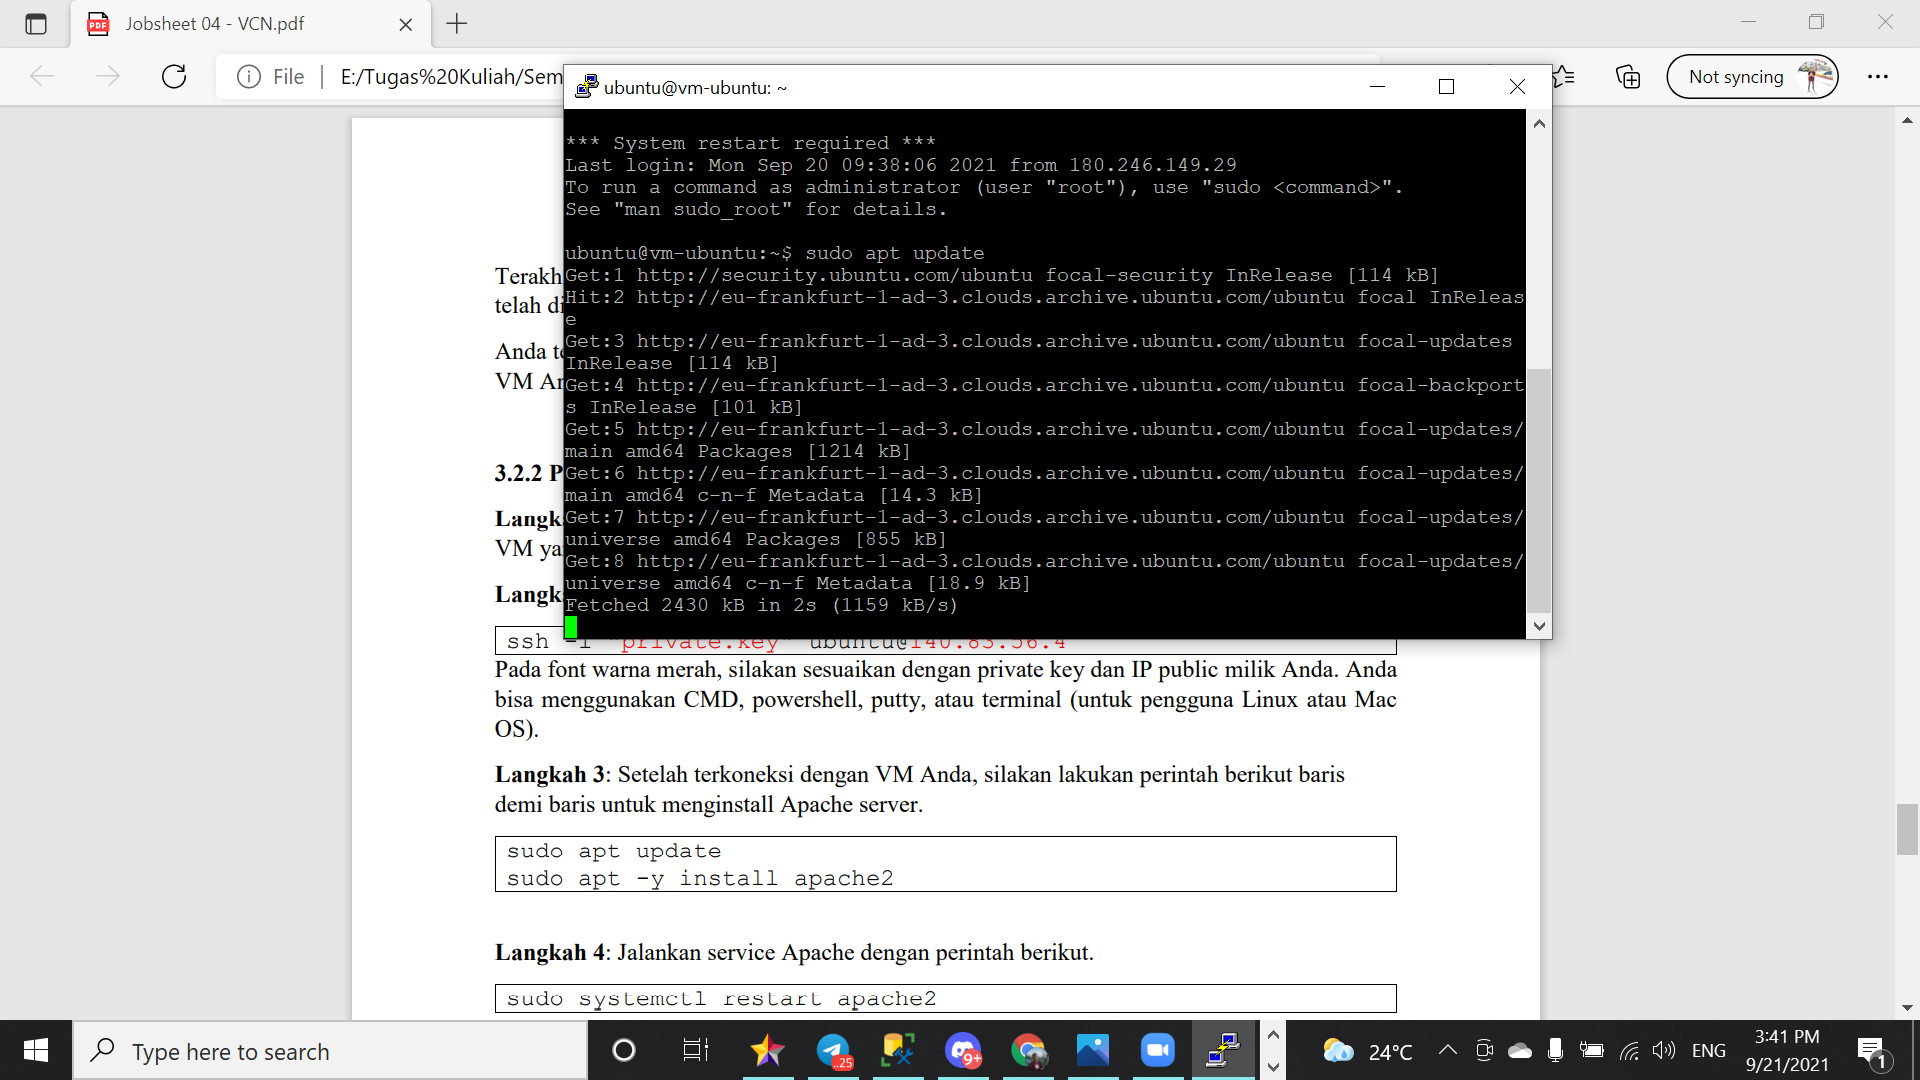 Jobsheet 04 - VCN.pdf
File
E:/Tugas%20Kuliah/Sem
Not syncing
ubuntu@vm-ubuntu: ~
*** System restart required ***
Last login: Mon Sep 20 09:38:06 2021 from 180.246.149.29
To run a command as administrator (user "root"), use "sudo <command>".
See "man sudo_root" for details.
ubuntu@vm-ubuntu:~$ sudo apt update
Get:1 http://security.ubuntu.com/ubuntu focal-security InRelease [114 kB]
Hit:2 http://eu-frankfurt-1-ad-3.clouds.archive.ubuntu.com/ubuntu focal InReleas
e
Get:3 http://eu-frankfurt-1-ad-3.clouds.archive.ubuntu.com/ubuntu focal-updates
InRelease [114 kB]
Get:4 http://eu-frankfurt-1-ad-3.clouds.archive.ubuntu.com/ubuntu focal-backport
s InRelease [101 kB]
Get:5 http://eu-frankfurt-1-ad-3.clouds.archive.ubuntu.com/ubuntu focal-updates/
main amd64 Packages [1214 kB]
Get:6 http://eu-frankfurt-1-ad-3.clouds.archive.ubuntu.com/ubuntu focal-updates/
main amd64 c-n-f Metadata [14.3 kB]
Get:7 http://eu-frankfurt-1-ad-3.clouds.archive.ubuntu.com/ubuntu focal-updates/
universe amd64 Packages [855 kB]
Get:8 http://eu-frankfurt-1-ad-3.clouds.archive.ubuntu.com/ubuntu focal-updates/
universe amd64 c-n-f Metadata [18.9 kB]
Fetched 2430 kB in 2s (1159 kB/s)
Terakh
telah di
Anda te
VM An
3.2.2 P
Langk
VM ya
Langk
ssh -i "private.key" ubuntu@140.83.56.4
Pada font warna merah, silakan sesuaikan dengan private key dan IP public milik Anda. Anda
bisa menggunakan CMD, powershell, putty, atau terminal (untuk pengguna Linux atau Mac
OS).
Langkah 3: Setelah terkoneksi dengan VM Anda, silakan lakukan perintah berikut baris
demi baris untuk menginstall Apache server.
sudo apt update
sudo apt -y install apache2
Langkah 4: Jalankan service Apache dengan perintah berikut.
sudo systemctl restart apache2
Type here to search
25
9+
24°C
ENG
3:41 PM
9/21/2021
1